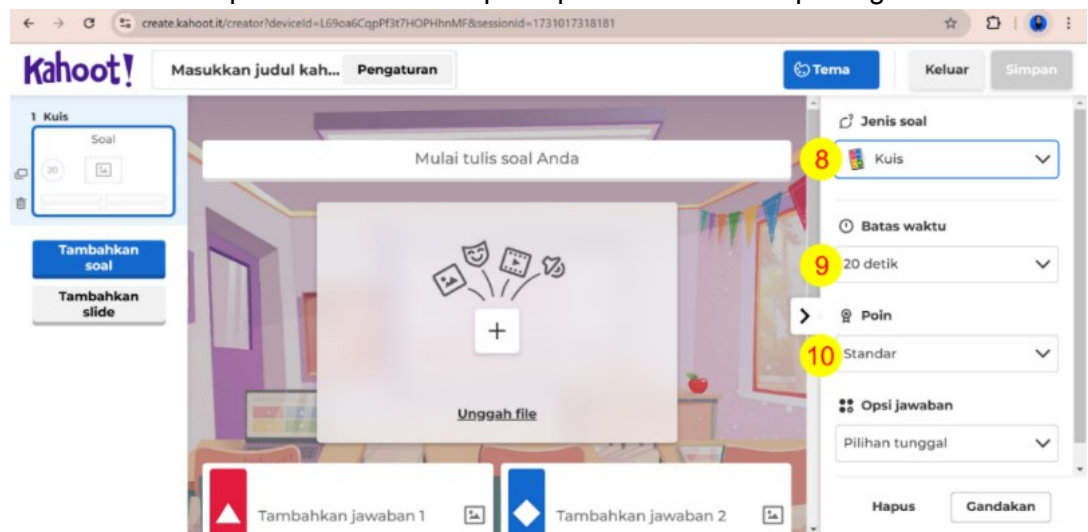 create.kahoot.it/creator?deviceId=L69oa6CqpPf3t7HOPHhnMF&sessionId=1731017318181
Kahoot!
Masukkan judul kah...
Pengaturan
Tema
Keluar
Simpan
1 Kuis
Soal
20
Tambahkan
soal
Tambahkan
slide
Mulai tulis soal Anda
Unggah file
Tambahkan jawaban 1
Tambahkan jawaban 2
Jenis soal
8
Kuis
Batas waktu
9
20 detik
Poin
10
Standar
Opsi jawaban
Pilihan tunggal
Hapus
Gandakan